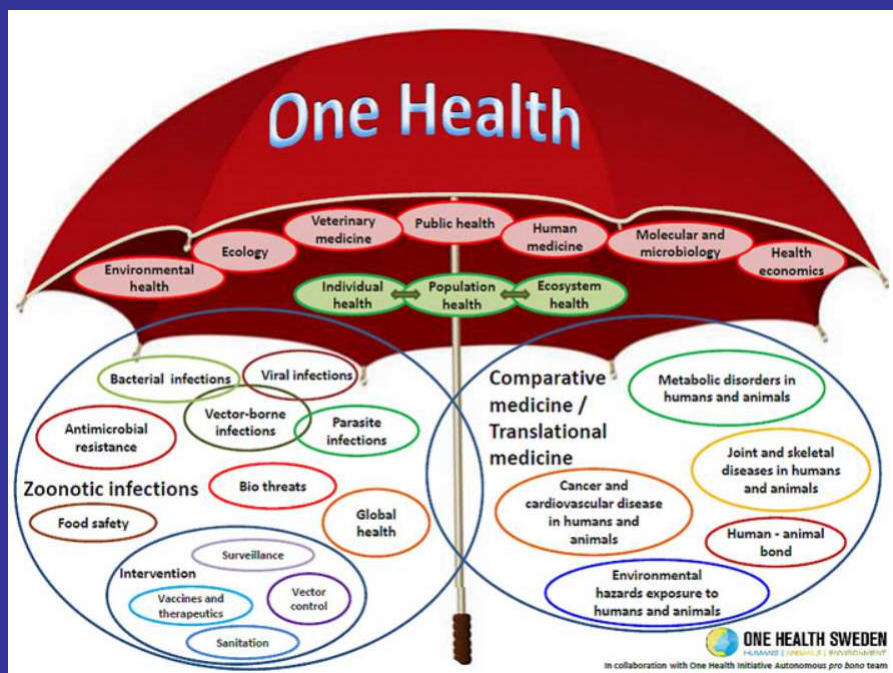 One Health
Environmental
health
Ecology
Veterinary
medicine
Public health
Human
medicine
Molecular and
microbiology
Health
economics
Individual
health
Population
health
Ecosystem
health
Bacterial infections
Viral infections
Vector-borne
infections
Parasite
infections
Antimicrobial
resistance
Zoonotic infections
Bio threats
Food safety
Global
health
Intervention
Surveillance
Vaccines and
therapeutics
Vector
control
Sanitation
Comparative
medicine /
Translational
medicine
Metabolic disorders in
humans and animals
Joint and skeletal
diseases in humans
and animals
Cancer and
cardiovascular disease
in humans and
animals
Human - animal
bond
Environmental
hazards exposure to
humans and animals
ONE HEALTH SWEDEN
HUMANS | ANIMALS | ENVIRONMENT
In collaboration with One Health Initiative Autonomous pro bono team